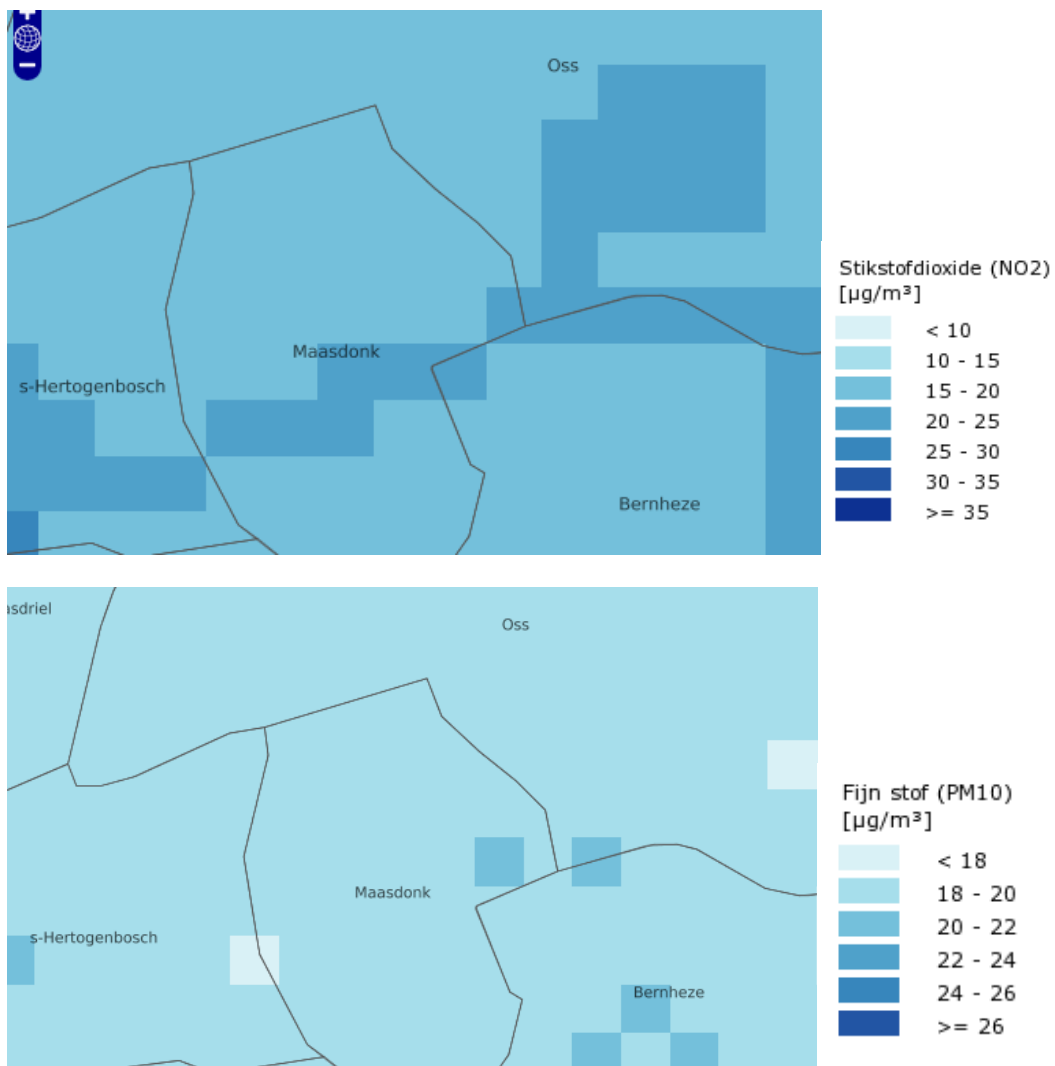 Oss
Maasdonk
s-Hertogenbosch
Bernheze
Stikstofdioxide (NO2)
[µg/m³]
< 10
10 - 15
15 - 20
20 - 25
25 - 30
30 - 35
>= 35
asdriel
Oss
Maasdonk
s-Hertogenbosch
Bernheze
Fijn stof (PM10)
[µg/m³]
< 18
18 - 20
20 - 22
22 - 24
24 - 26
>= 26